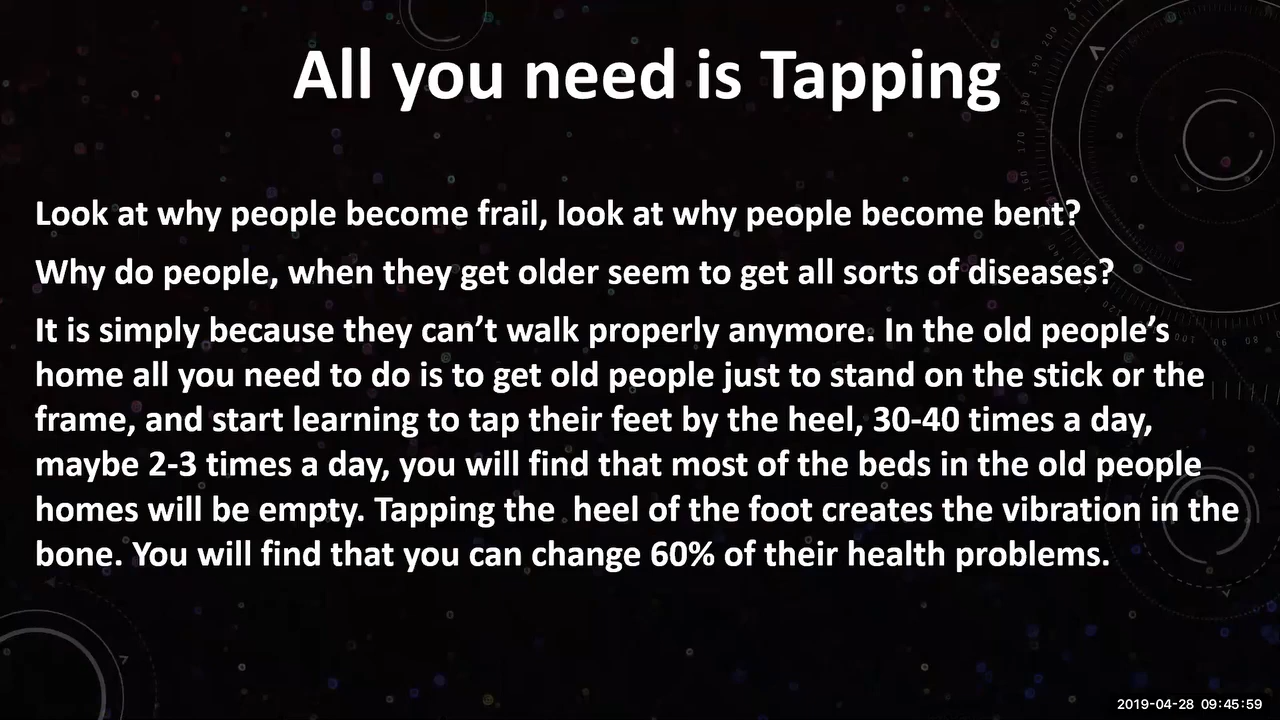 All you need is Tapping
Look at why people become frail, look at why people become bent?
Why do people, when they get older seem to get all sorts of diseases?
It is simply because they can’t walk properly anymore. In the old people’s
home all you need to do is to get old people just to stand on the stick or the
frame, and start learning to tap their feet by the heel, 30-40 times a day,
maybe 2-3 times a day, you will find that most of the beds in the old people
homes will be empty. Tapping the  heel of the foot creates the vibration in the
bone. You will find that you can change 60% of their health problems.
2019-04-28 09:45:59